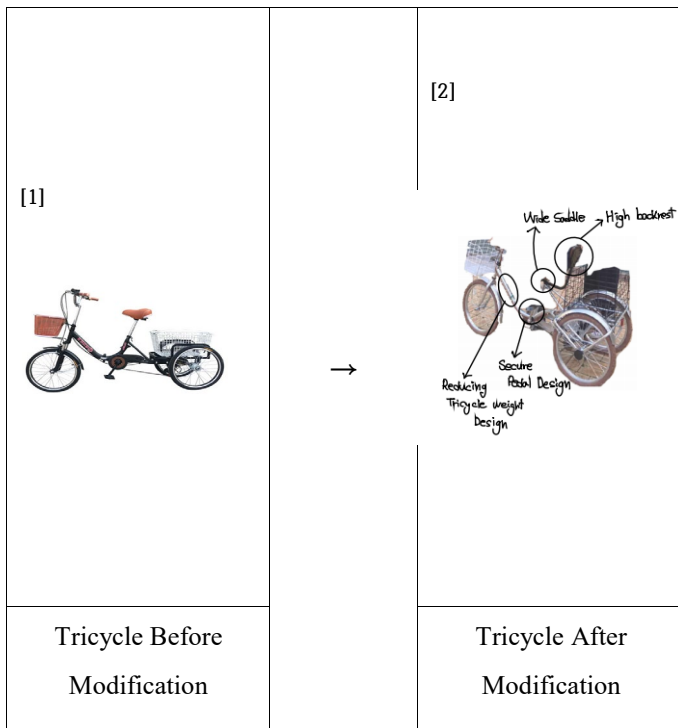 [1]
[2]
Wide Saddle
High backrest
→
Secure
Pedal Design
Reducing
Tricycle weight
Design
Tricycle Before
Modification
Tricycle After
Modification